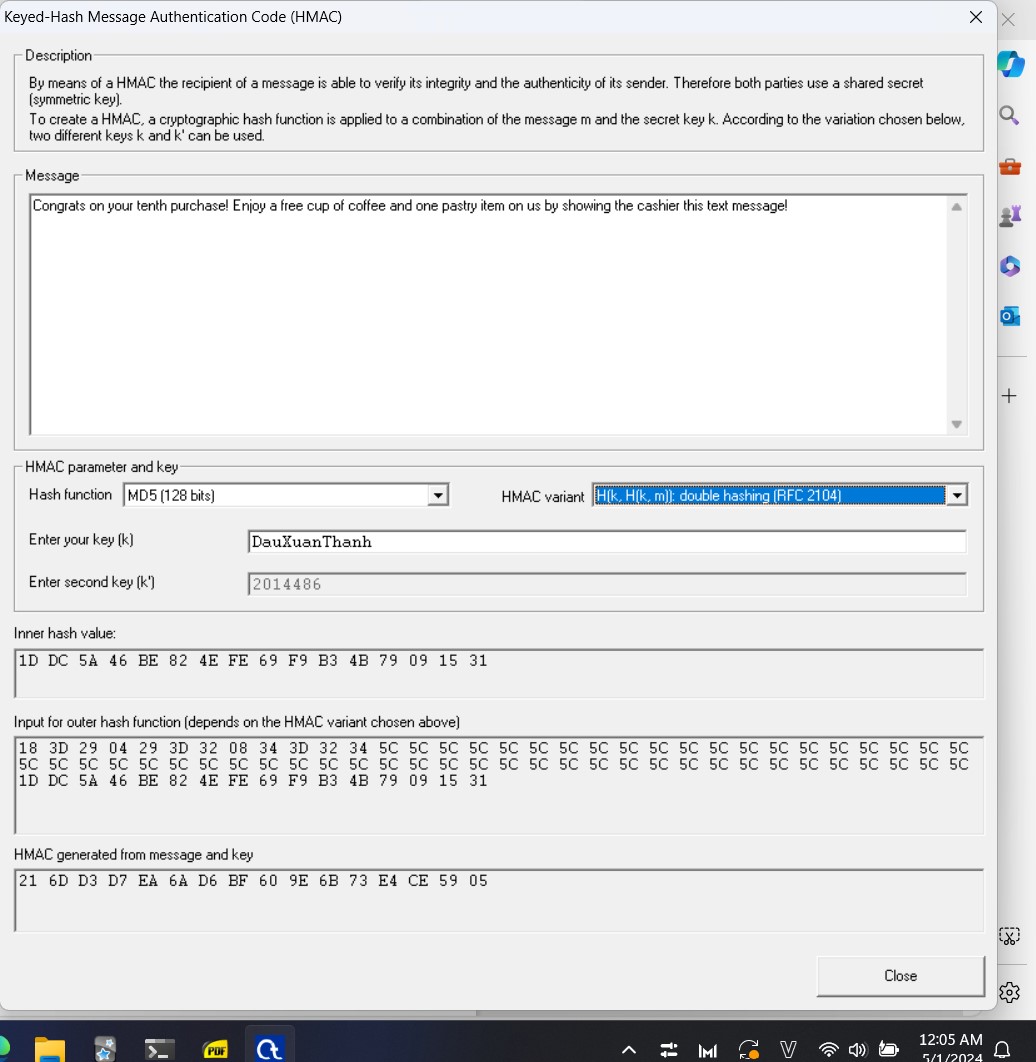 Keyed-Hash Message Authentication Code (HMAC)
Description
By means of a HMAC the recipient of a message is able to verify its integrity and the authenticity of its sender. Therefore both parties use a shared secret
(symmetric key).
To create a HMAC, a cryptographic hash function is applied to a combination of the message m and the secret key k. According to the variation chosen below,
two different keys k and k' can be used.
Message
Congrats on your tenth purchase! Enjoy a free cup of coffee and one pastry item on us by showing the cashier this text message!
HMAC parameter and key
Hash function MD5 (128 bits) HMAC variant H(k, H(k, m)): double hashing (RFC 2104)
Enter your key (k) DauXuanThanh
Enter second key (k') 2014486
Inner hash value:
1D DC 5A 46 BE 82 4E FE 69 F9 B3 4B 79 09 15 31
Input for outer hash function (depends on the HMAC variant chosen above)
18 3D 29 04 29 3D 32 08 34 3D 32 34 5C 5C 5C 5C 5C 5C 5C 5C 5C 5C 5C 5C 5C 5C 5C 5C 5C 5C 5C 5C
5C 5C 5C 5C 5C 5C 5C 5C 5C 5C 5C 5C 5C 5C 5C 5C 5C 5C 5C 5C 5C 5C 5C 5C 5C 5C 5C 5C 5C 5C 5C 5C
1D DC 5A 46 BE 82 4E FE 69 F9 B3 4B 79 09 15 31
HMAC generated from message and key
21 6D D3 D7 EA 6A D6 BF 60 9E 6B 73 E4 CE 59 05
Close
PDF
12:05 AM
5/1/2024